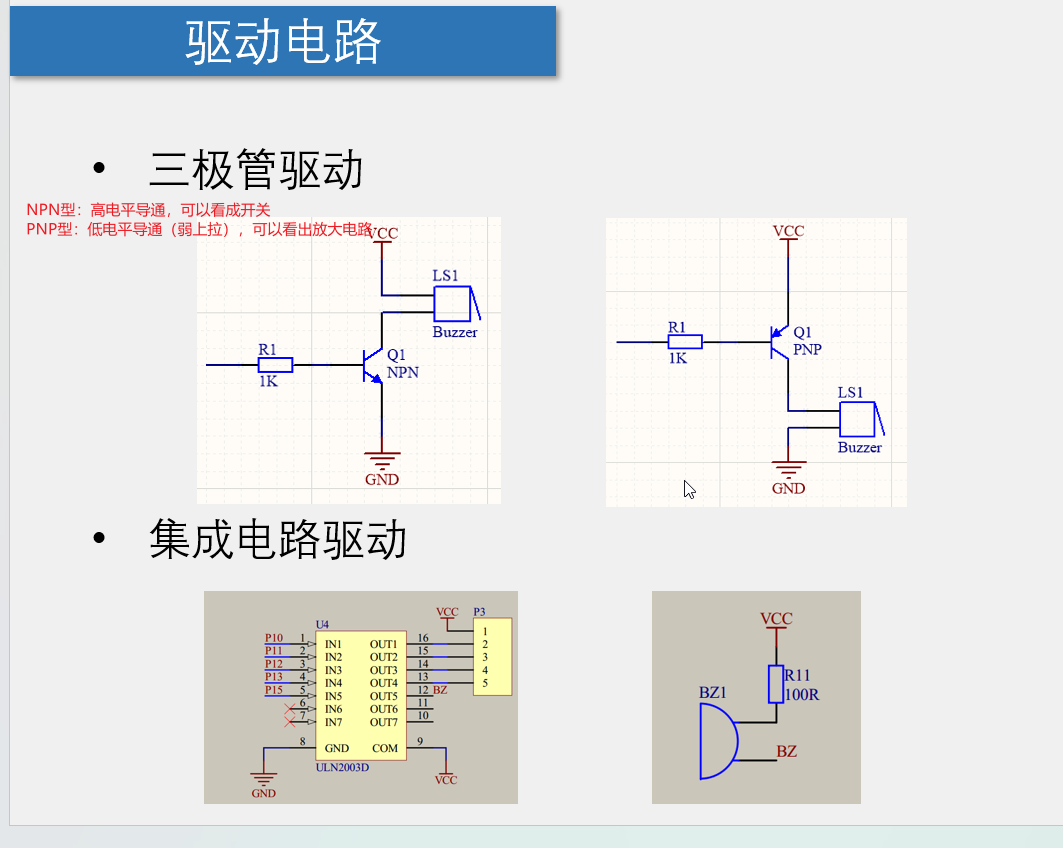 驱动电路
• 三极管驱动
NPN型：高电平导通，可以看成开关
PNP型：低电平导通（弱上拉），可以看出放大电路
VCC
LS1
Buzzer
R1
1K
Q1
NPN
GND
VCC
R1
1K
Q1
PNP
LS1
Buzzer
GND
• 集成电路驱动
U4
VCC
P3
P10 1 IN1 OUT1 16 1
P11 2 IN2 OUT2 15 2
P12 3 IN3 OUT3 14 3
P13 4 IN4 OUT4 13 4
P15 5 IN5 OUT5 12 BZ 5
6 IN6 OUT6 11
7 IN7 OUT7 10
8 GND COM 9
ULN2003D
GND
VCC
VCC
R11
100R
BZ1
BZ